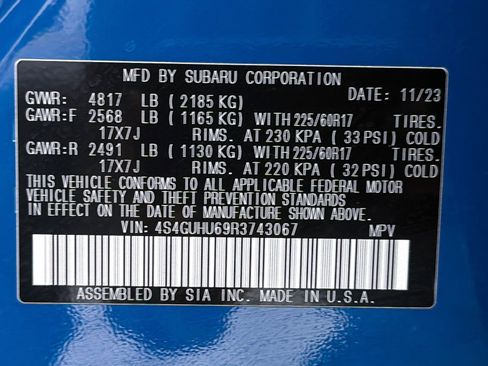 MFD BY SUBARU CORPORATION
GVWR: 4817 LB (2185 KG) DATE: 11/23
GAWR:F 2568 LB (1165 KG) WITH 225/60R17 TIRES.
17X7J RIMS. AT 230 KPA (33 PSI) COLD
GAWR:R 2491 LB (1130 KG) WITH 225/60R17 TIRES.
17X7J RIMS. AT 220 KPA (32 PSI) COLD
THIS VEHICLE CONFORMS TO ALL APPLICABLE FEDERAL MOTOR
VEHICLE SAFETY AND THEFT PREVENTION STANDARDS
IN EFFECT ON THE DATE OF MANUFACTURE SHOWN ABOVE.
VIN: 4S4GUHU69R3743067 MPV
ASSEMBLED BY SIA INC. MADE IN U.S.A.